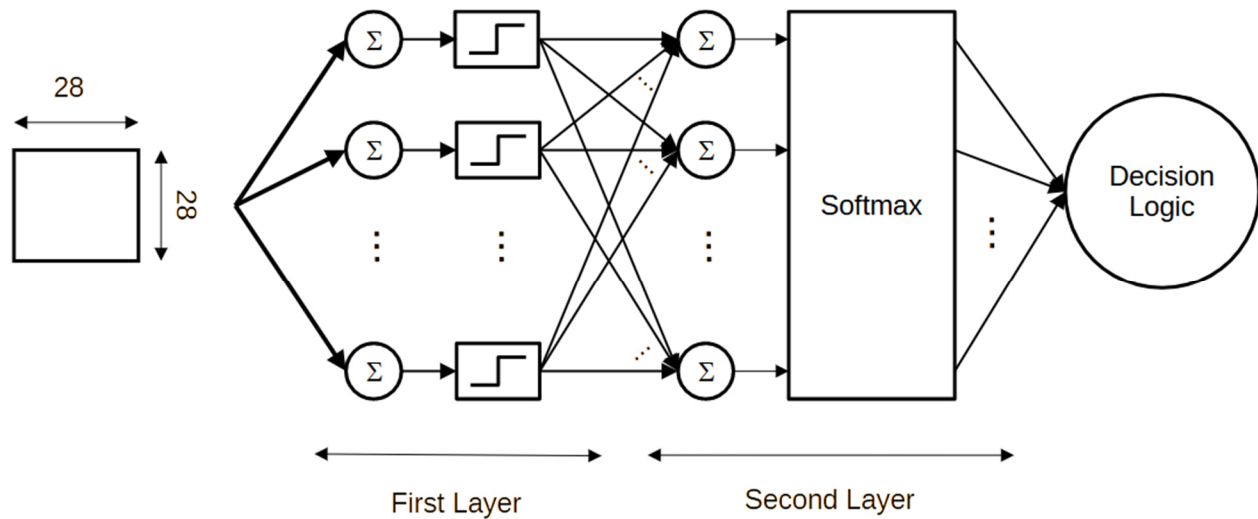 28
28
Σ
Σ
Σ
Σ
Σ
Σ
Softmax
Decision
Logic
First Layer
Second Layer